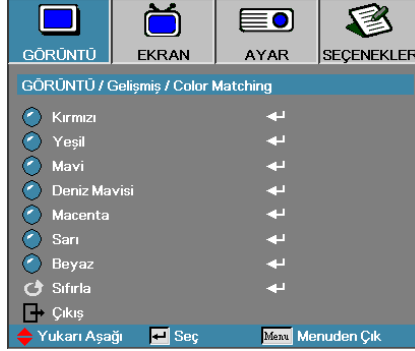 GÖRÜNTÜ EKRAN AYAR SEÇENEKLER
GÖRÜNTÜ / Gelişmiş / Color Matching
Kırmızı
Yeşil
Mavi
Deniz Mavisi
Macenta
Sarı
Beyaz
Sıfırla
Çıkış
Yukarı Aşağı Seç Menu Menuden Çık